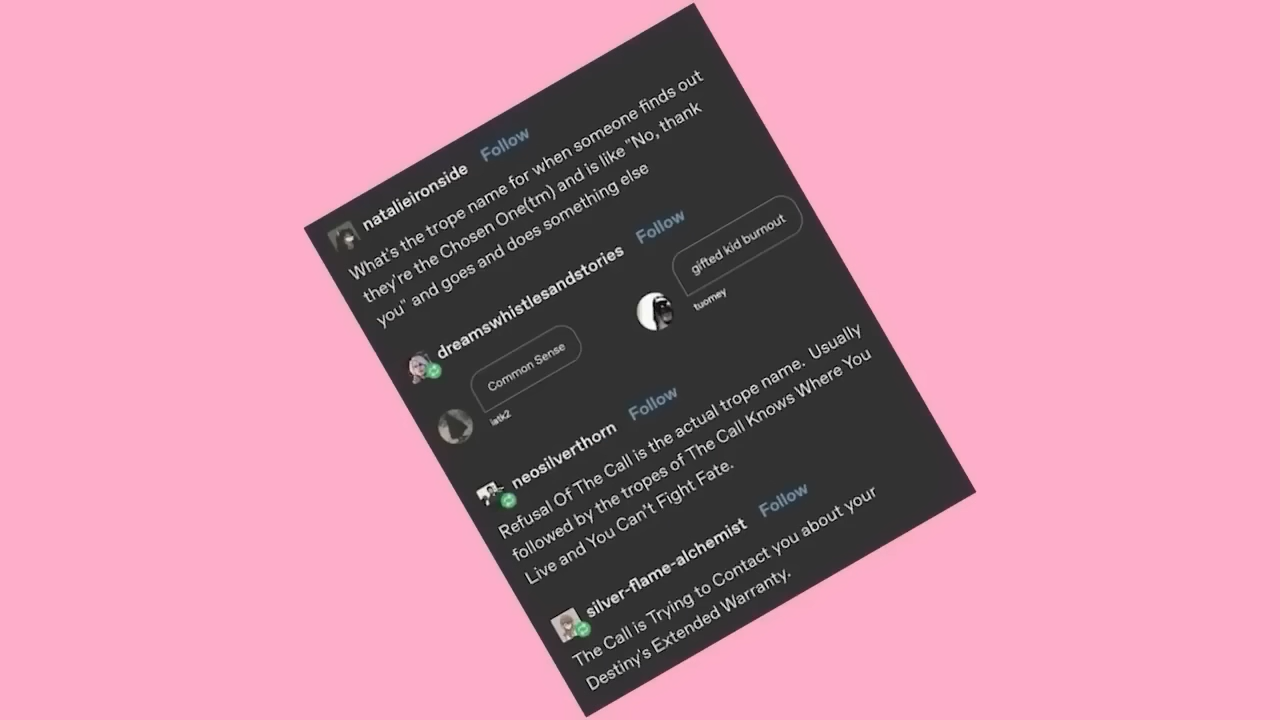 natalieironside Follow
What's the trope name for when someone finds out
they're the Chosen One(tm) and is like "No, thank
you" and goes and does something else
dreamswhistlesandstories Follow
Common Sense
iatk2
gifted kid burnout
tuomey
neosilverthorn Follow
Refusal Of The Call is the actual trope name. Usually
followed by the tropes of The Call Knows Where You
Live and You Can't Fight Fate.
silver-flame-alchemist Follow
The Call is Trying to Contact you about your
Destiny's Extended Warranty.